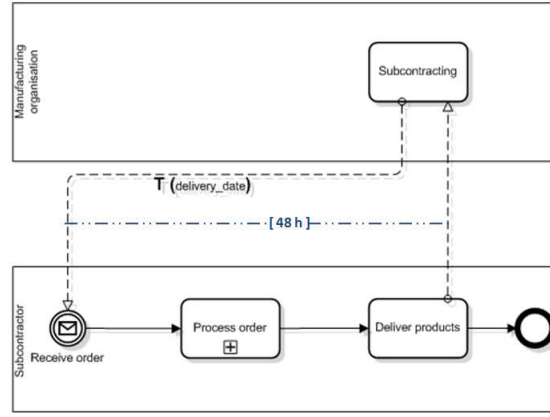 Manufacturing
organisation
Subcontracting
T (delivery_date)
[ 48 h ]
Subcontractor
Receive order
Process order
Deliver products